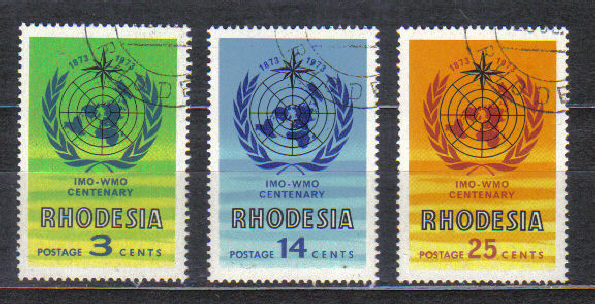 1873 1973
IMO-WMO
CENTENARY
RHODESIA
POSTAGE 3 CENTS
1873 1973
IMO-WMO
CENTENARY
RHODESIA
POSTAGE 14 CENTS
1873 1973
IMO-WMO
CENTENARY
RHODESIA
POSTAGE 25 CENTS